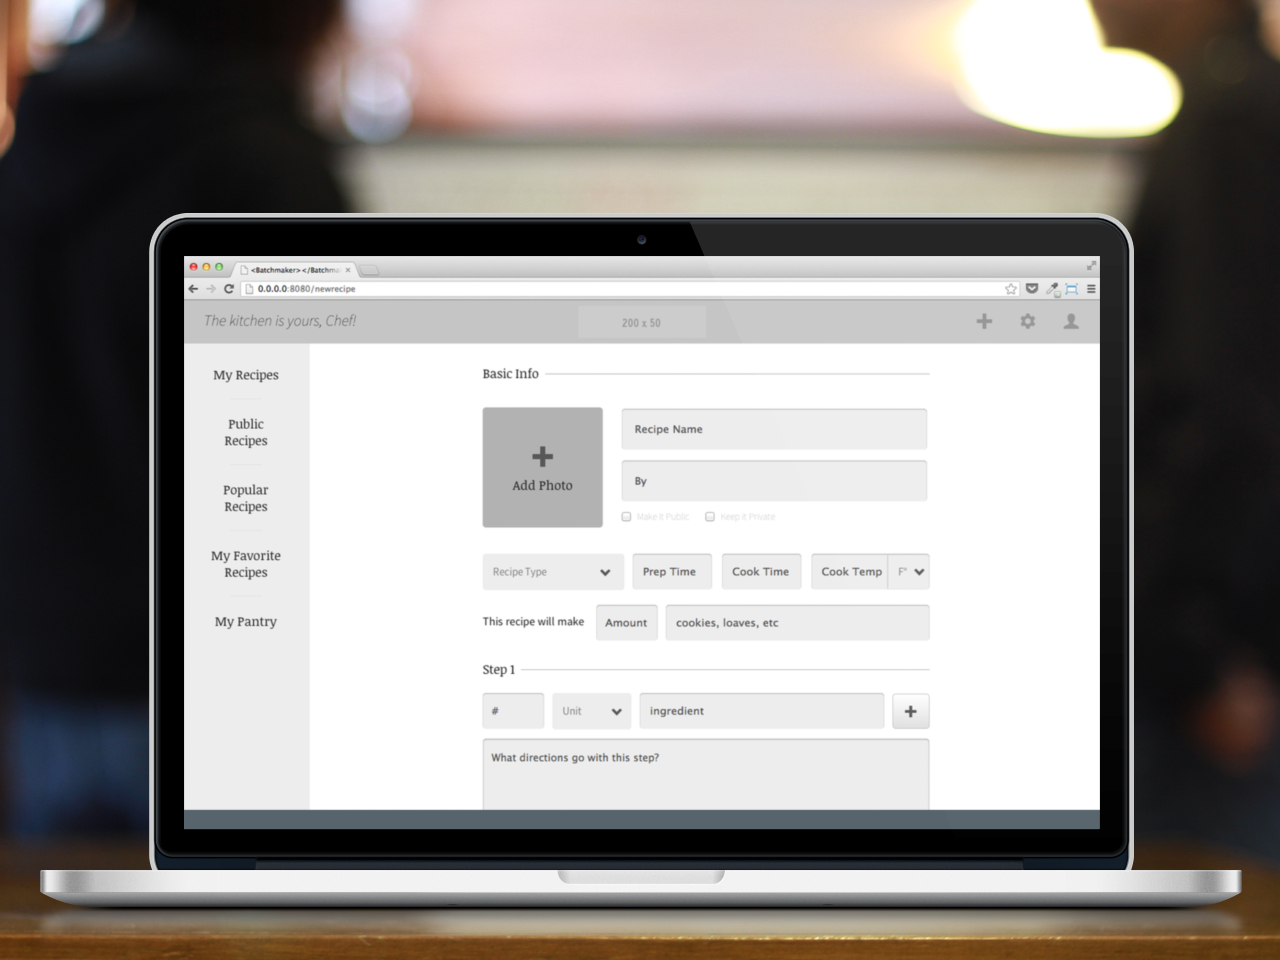 <Batchmaker> </Batchma
0.0.0.0:8080/newrecipe
The kitchen is yours, Chef!
200 x 50
My Recipes
Public
Recipes
Popular
Recipes
My Favorite
Recipes
My Pantry
Basic Info
Add Photo
Recipe Name
By
Make it Public
Keep it Private
Recipe Type
Prep Time
Cook Time
Cook Temp
F°
This recipe will make
Amount
cookies, loaves, etc
Step 1
#
Unit
ingredient
What directions go with this step?